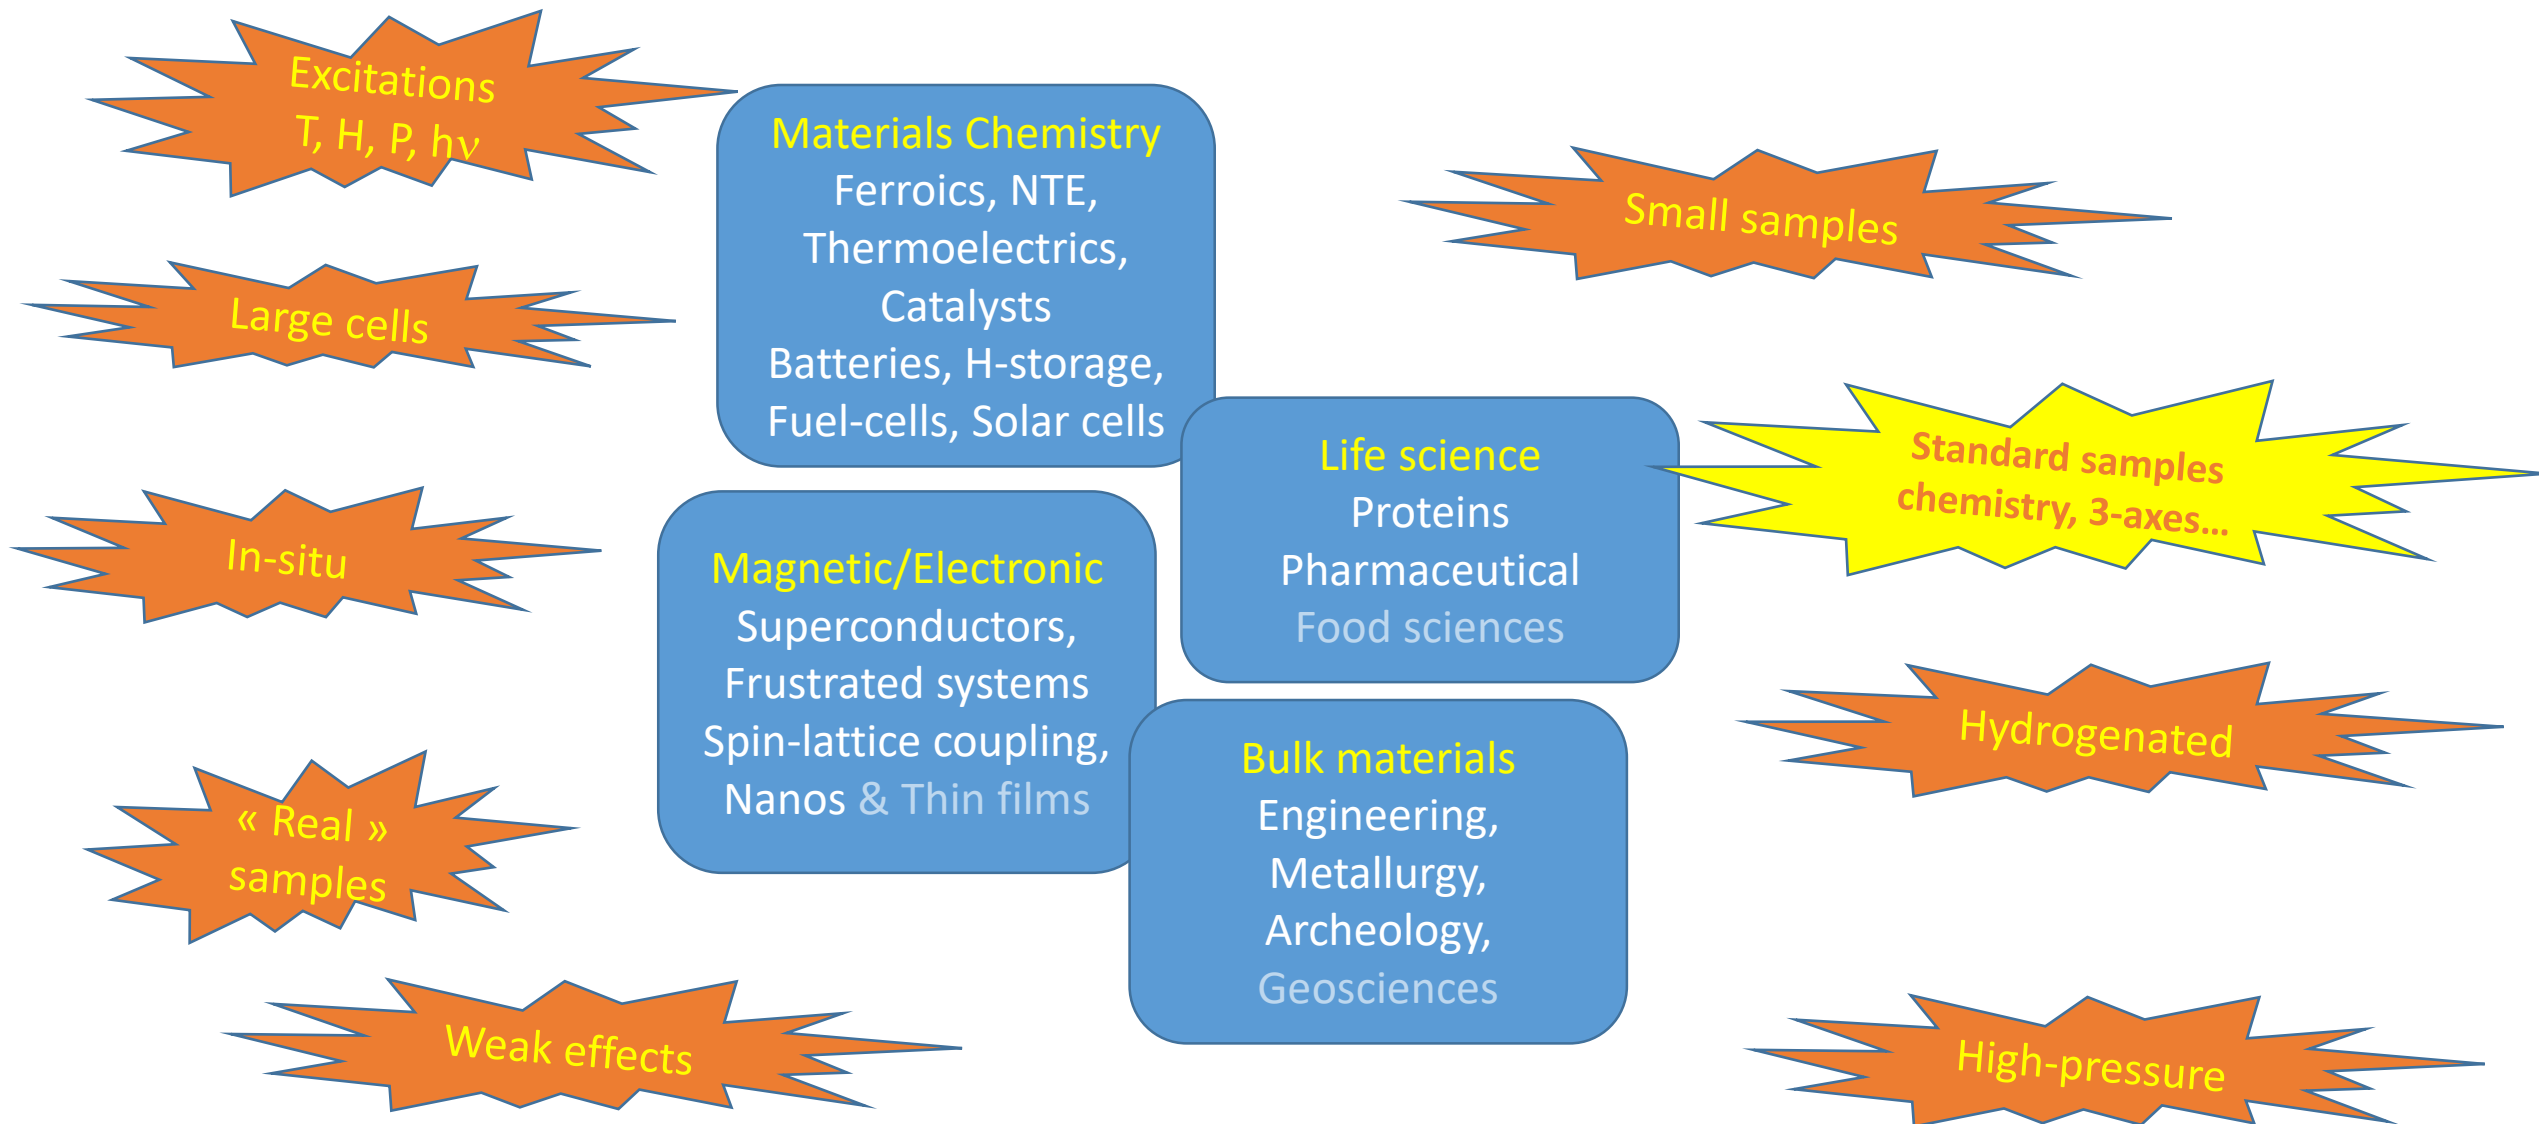 Excitations
T, H, P, hν
Large cells
In-situ
« Real »
samples
Weak effects
Materials Chemistry
Ferroics, NTE,
Thermoelectrics,
Catalysts
Batteries, H-storage,
Fuel-cells, Solar cells
Magnetic/Electronic
Superconductors,
Frustrated systems
Spin-lattice coupling,
Nanos & Thin films
Life science
Proteins
Pharmaceutical
Food sciences
Bulk materials
Engineering,
Metallurgy,
Archeology,
Geosciences
Small samples
Standard samples
chemistry, 3-axes...
Hydrogenated
High-pressure